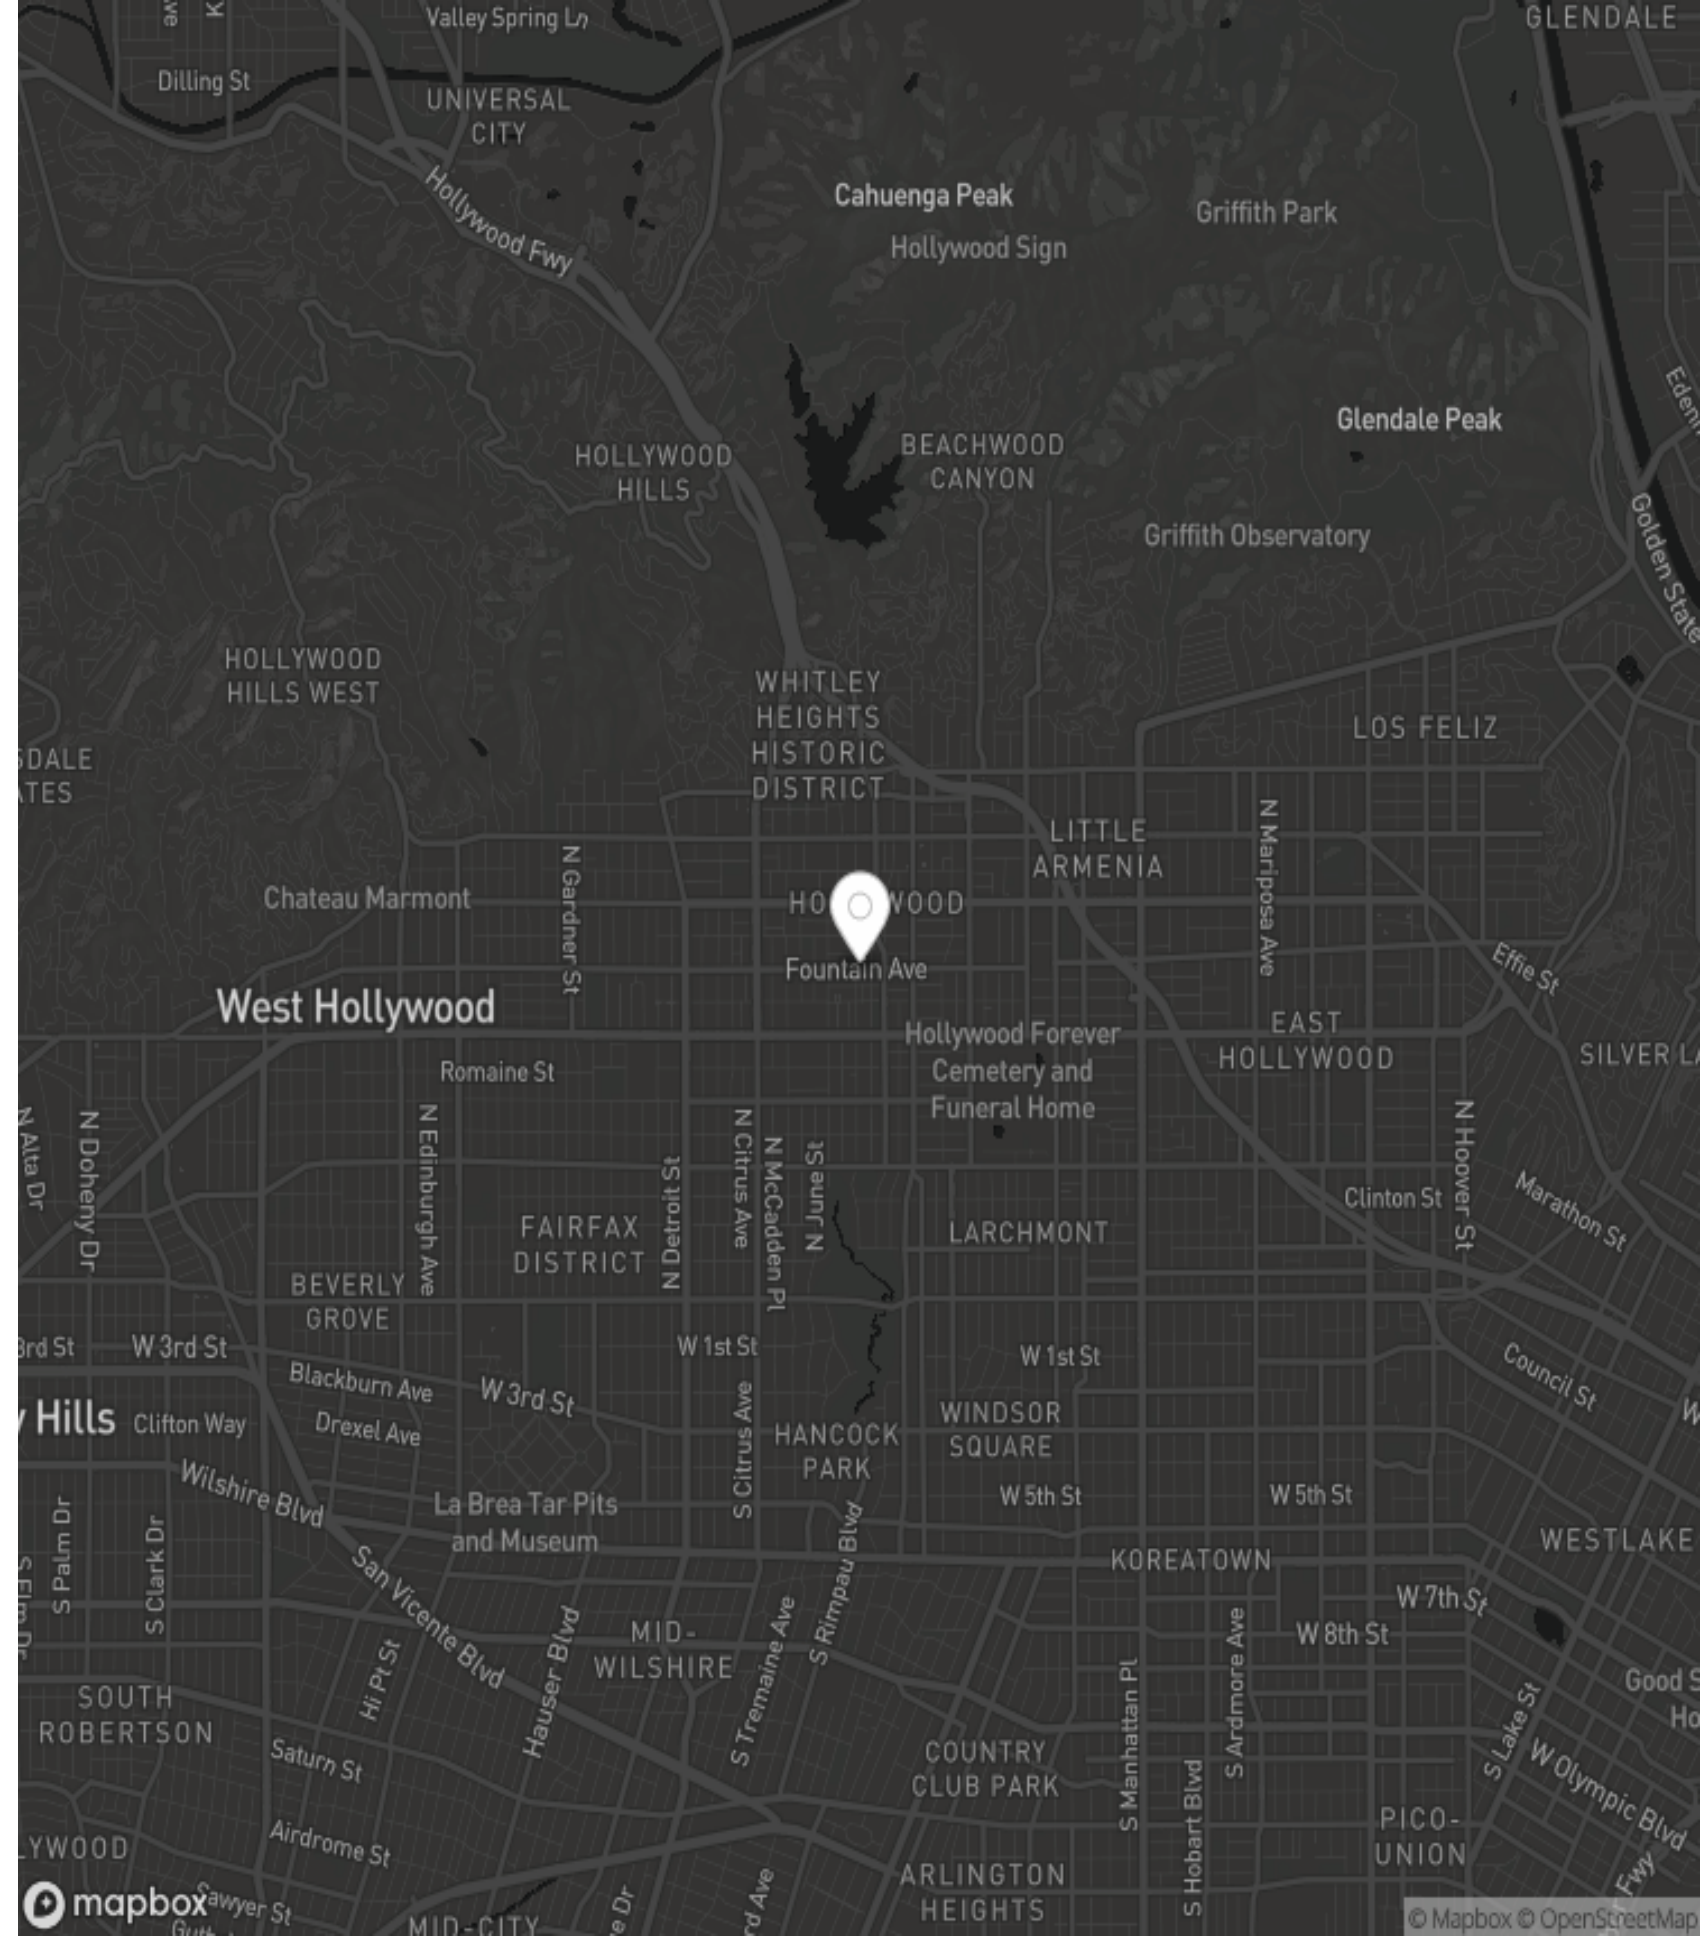 Valley Spring Ln
GLENDALE
Dilling St
UNIVERSAL
CITY
Hollywood Fwy
Cahuenga Peak
Griffith Park
Hollywood Sign
Glendale Peak
HOLLYWOOD
HILLS
BEACHWOOD
CANYON
Griffith Observatory
Golden State
HOLLYWOOD
HILLS WEST
WHITLEY
HEIGHTS
HISTORIC
DISTRICT
LOS FELIZ
LITTLE
ARMENIA
N Mariposa Ave
N Gardner St
Chateau Marmont
Fountain Ave
Effie St
West Hollywood
Hollywood Forever
Cemetery and
Funeral Home
EAST
HOLLYWOOD
Romaine St
N Alta Dr
N Doheny Dr
N Edinburgh Ave
N Detroit St
N Citrus Ave
N McCadden Pl
N June St
N Hoover St
Clinton St
Marathon St
FAIRFAX
DISTRICT
LARCHMONT
BEVERLY
GROVE
3rd St
W 3rd St
W 1st St
W 1st St
Council St
Blackburn Ave
W 3rd St
Hills
Clifton Way
Drexel Ave
S Citrus Ave
HANCOCK
PARK
WINDSOR
SQUARE
Wilshire Blvd
La Brea Tar Pits
and Museum
W 5th St
W 5th St
S Palm Dr
S Clark Dr
S Elm Dr
San Vicente Blvd
S Rimpau Blvd
KOREATOWN
WESTLAKE
W 7th St
W 8th St
Hi Pt St
Hauser Blvd
MID-
WILSHIRE
S Tremaine Ave
S Manhattan Pl
S Ardmore Ave
S Lake St
Good S
SOUTH
ROBERTSON
Saturn St
COUNTRY
CLUB PARK
S Hobart Blvd
W Olympic Blvd
PICO-
UNION
Airdrome St
ARLINGTON
HEIGHTS
Fwy
mapbox
Sawyer St
MID-CITY
© Mapbox © OpenStreetMap